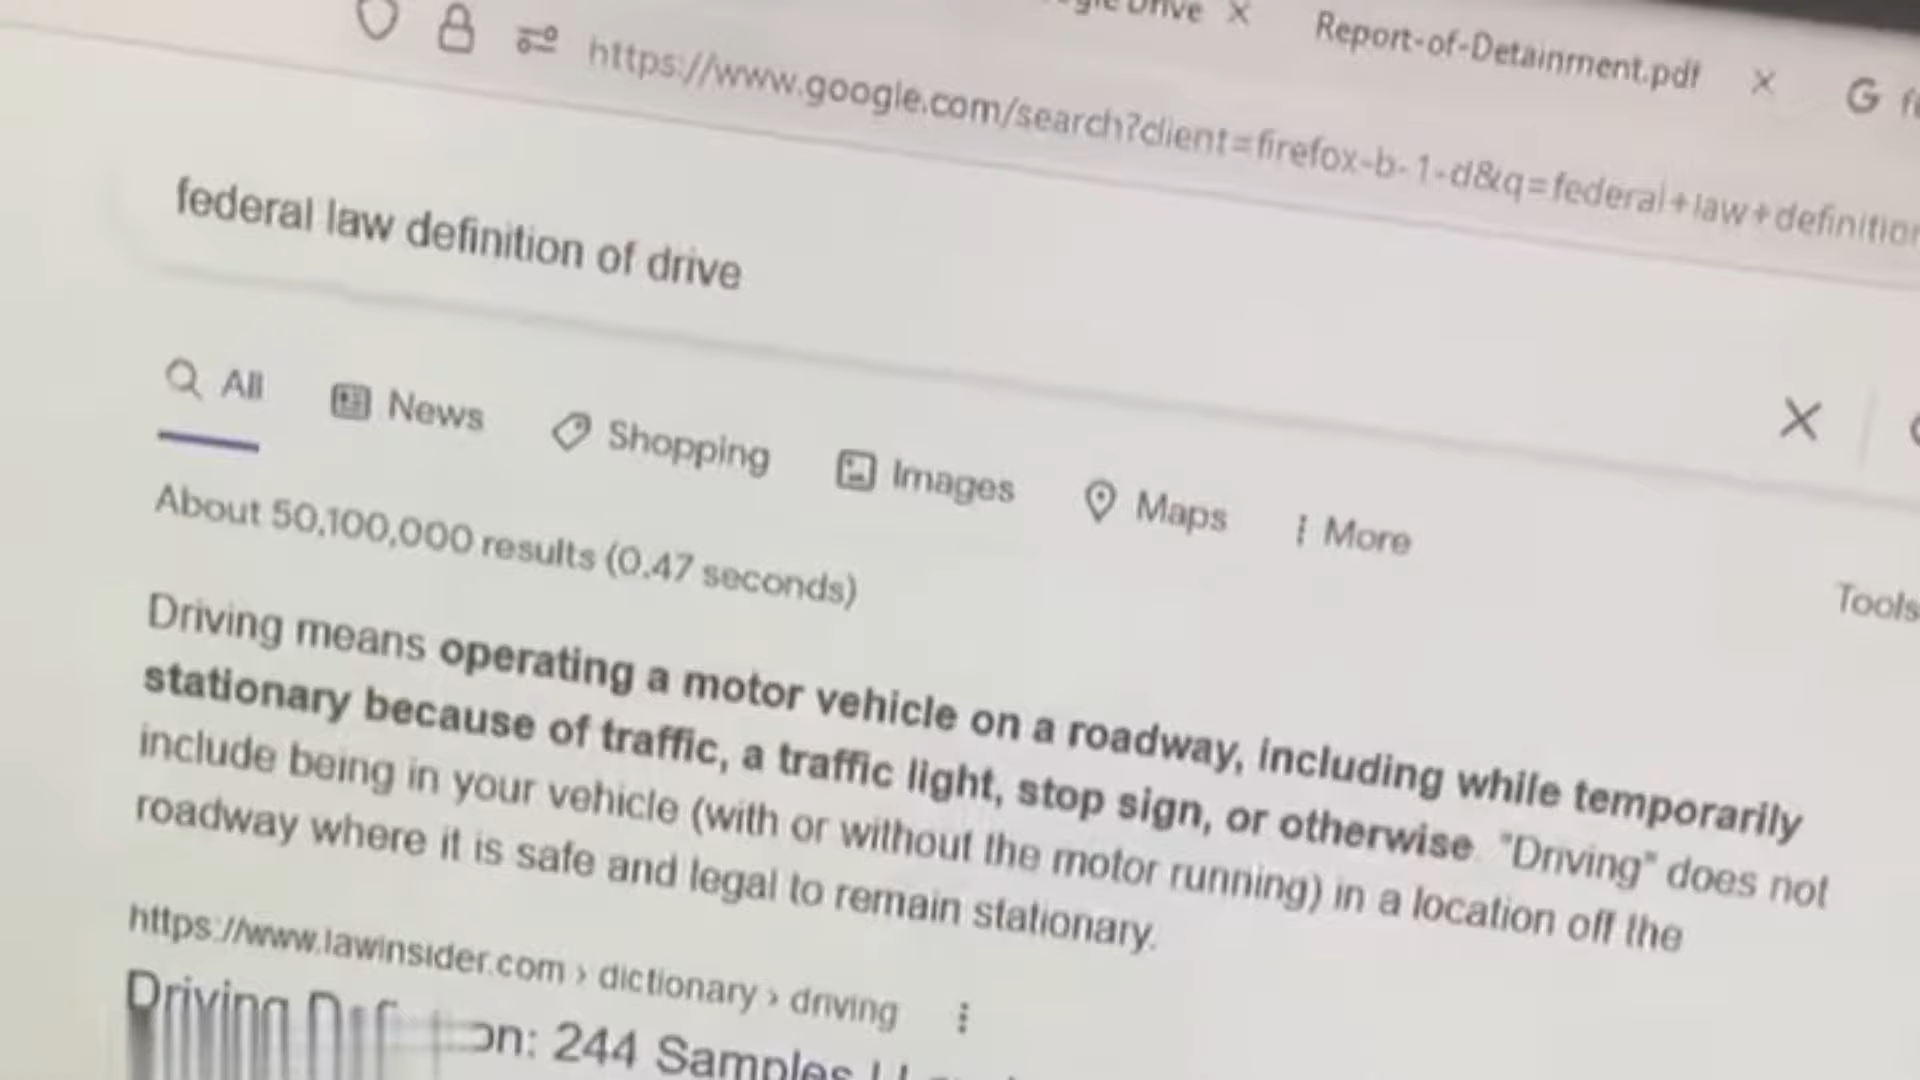 Drive
Report-of-Detainment.pdf
https://www.google.com/search?client=firefox-b-1-d&q=federal+law+definition
federal law definition of drive
All News Shopping Images Maps More
Tools
About 50,100,000 results (0.47 seconds)
Driving means operating a motor vehicle on a roadway, including while temporarily
stationary because of traffic, a traffic light, stop sign, or otherwise. "Driving" does not
include being in your vehicle (with or without the motor running) in a location off the
roadway where it is safe and legal to remain stationary.
https://www.lawinsider.com › dictionary › driving
Driving 244 Samples